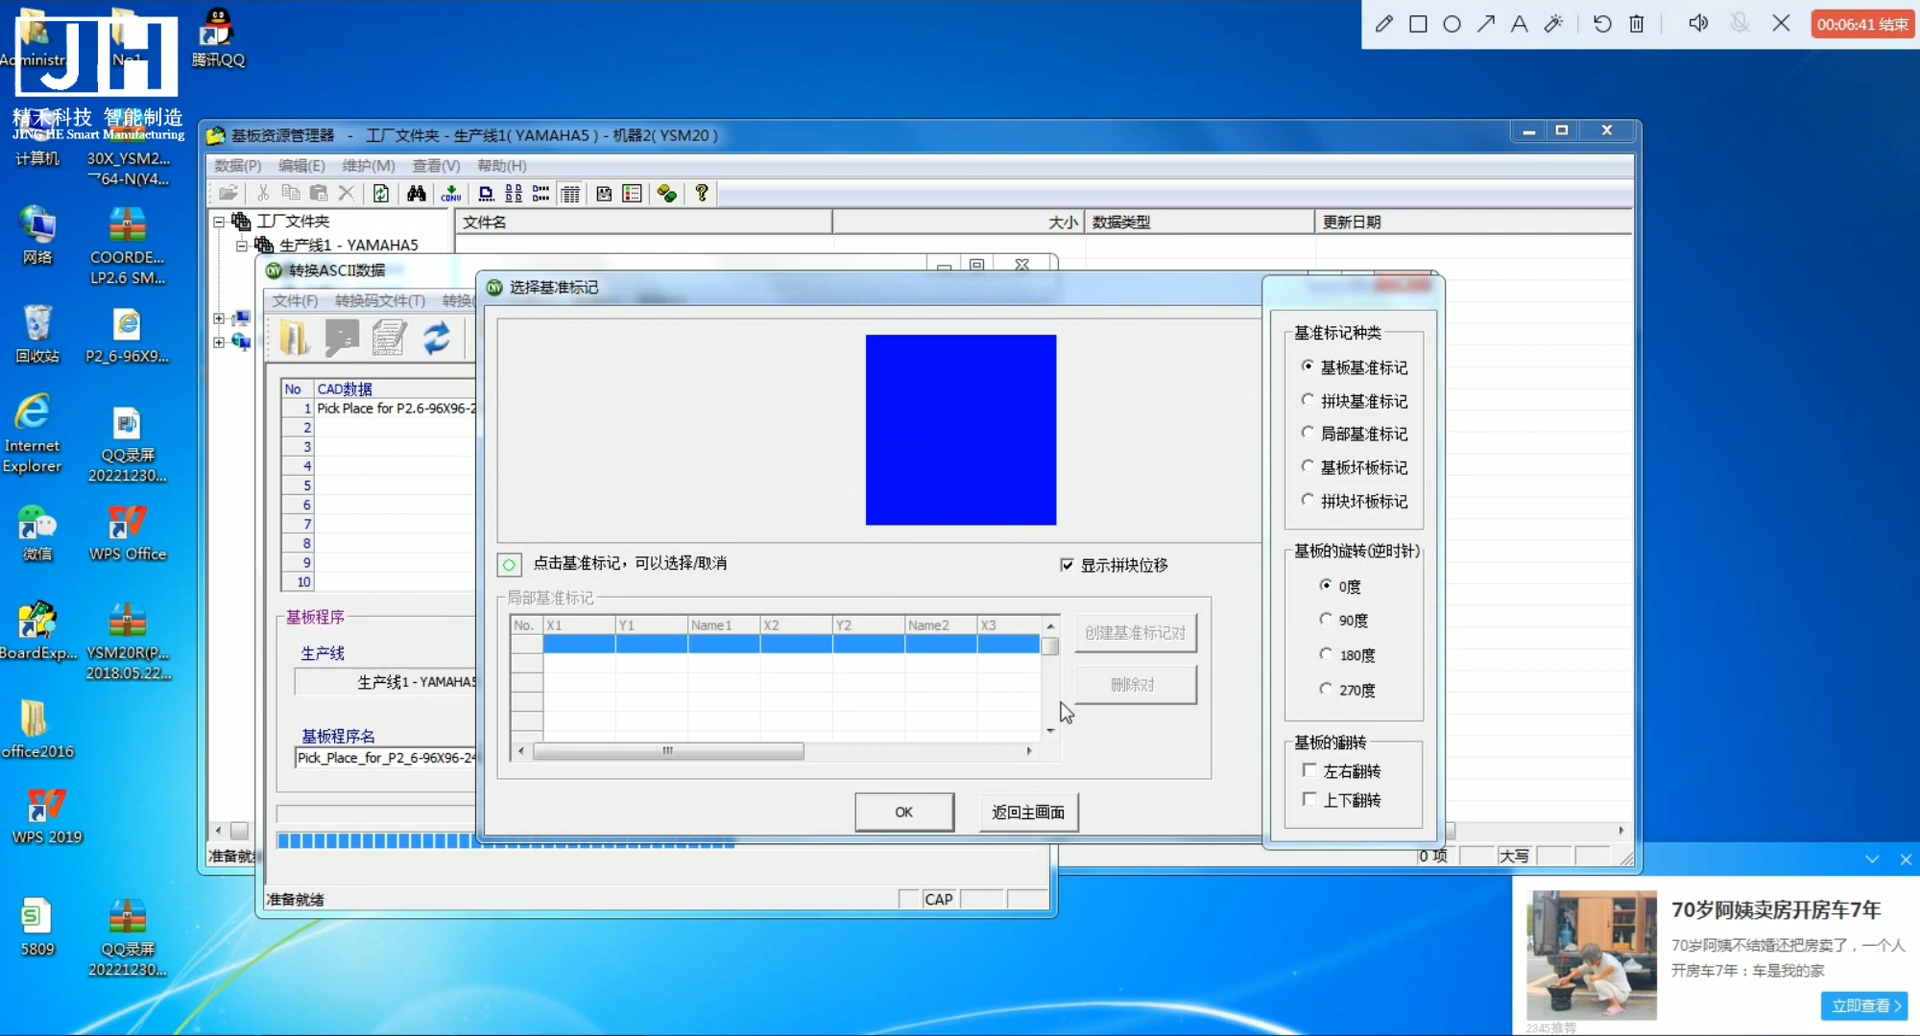 Administr...
No1
腾讯QQ
JH
精禾科技 智能制造
JING HE Smart Manufacturing
00:06:41 结束
计算机
30X_YSM2...
网络
COORDE...
LP2.6 SM...
回收站
P2_6-96X9...
Internet
Explorer
QQ录屏
20221230...
微信
WPS Office
BoardExp...
YSM20R(P...
2018.05.22...
office2016
WPS 2019
5809
QQ录屏
20221230...
基板资源管理器 - 工厂文件夹 - 生产线1( YAMAHA5 ) - 机器2( YSM20 )
数据(P) 编辑(E) 维护(M) 查看(V) 帮助(H)
工厂文件夹
生产线1 - YAMAHA5
文件名 大小 数据类型 更新日期
准备就绪
0 项 大写
转换ASCII数据
文件(F) 转换码文件(T) 转换(
No CAD数据
1 Pick Place for P2.6-96X96-2
2
3
4
5
6
7
8
9
10
基板程序
生产线
生产线1 - YAMAHA5
基板程序名
Pick_Place_for_P2_6-96X96-24
准备就绪
CAP
选择基准标记
点击基准标记，可以选择/取消
显示拼块位移
局部基准标记
No. X1 Y1 Name1 X2 Y2 Name2 X3
创建基准标记对
删除对
OK
返回主画面
基准标记种类
基板基准标记
拼块基准标记
局部基准标记
基板坏板标记
拼块坏板标记
基板的旋转(逆时针)
0度
90度
180度
270度
基板的翻转
左右翻转
上下翻转
70岁阿姨卖房开房车7年
70岁阿姨不结婚还把房卖了，一个人
开房车7年：车是我的家
立即查看
2345推荐